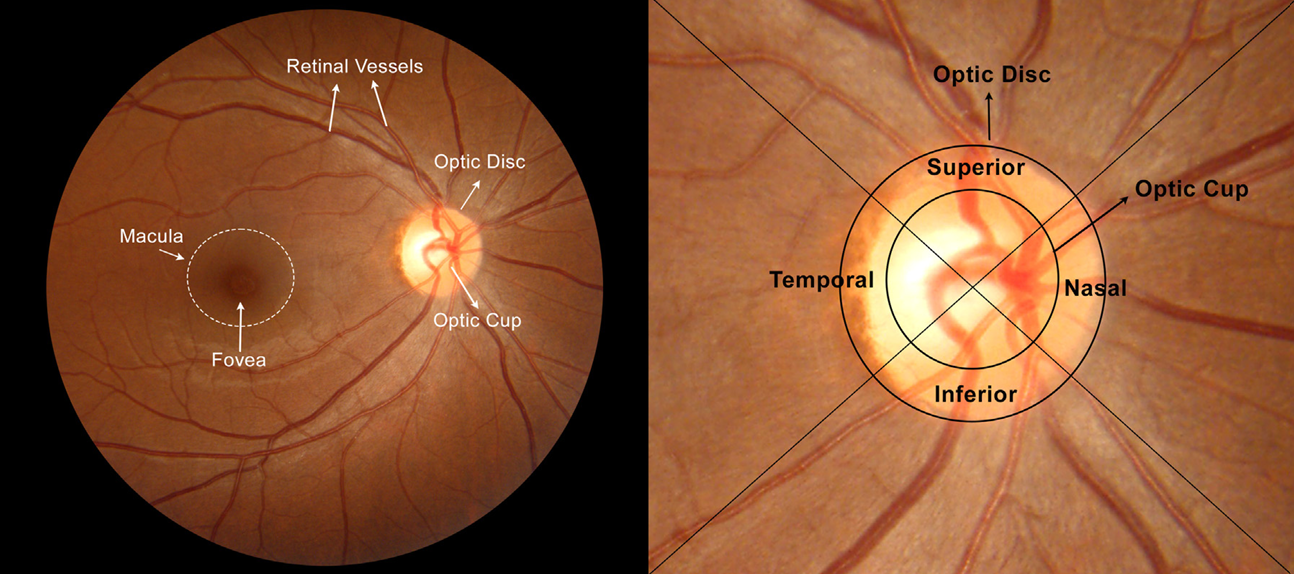 Retinal Vessels
Optic Disc
Macula
Optic Cup
Fovea
Optic Disc
Superior
Optic Cup
Temporal
Nasal
Inferior